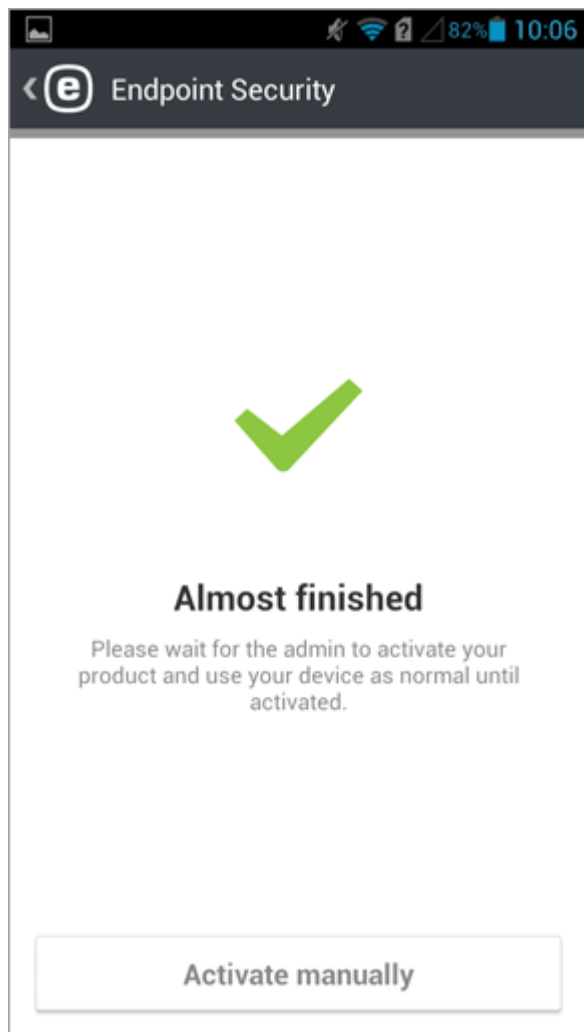 82% 10:06
e Endpoint Security
Almost finished
Please wait for the admin to activate your
product and use your device as normal until
activated.
Activate manually